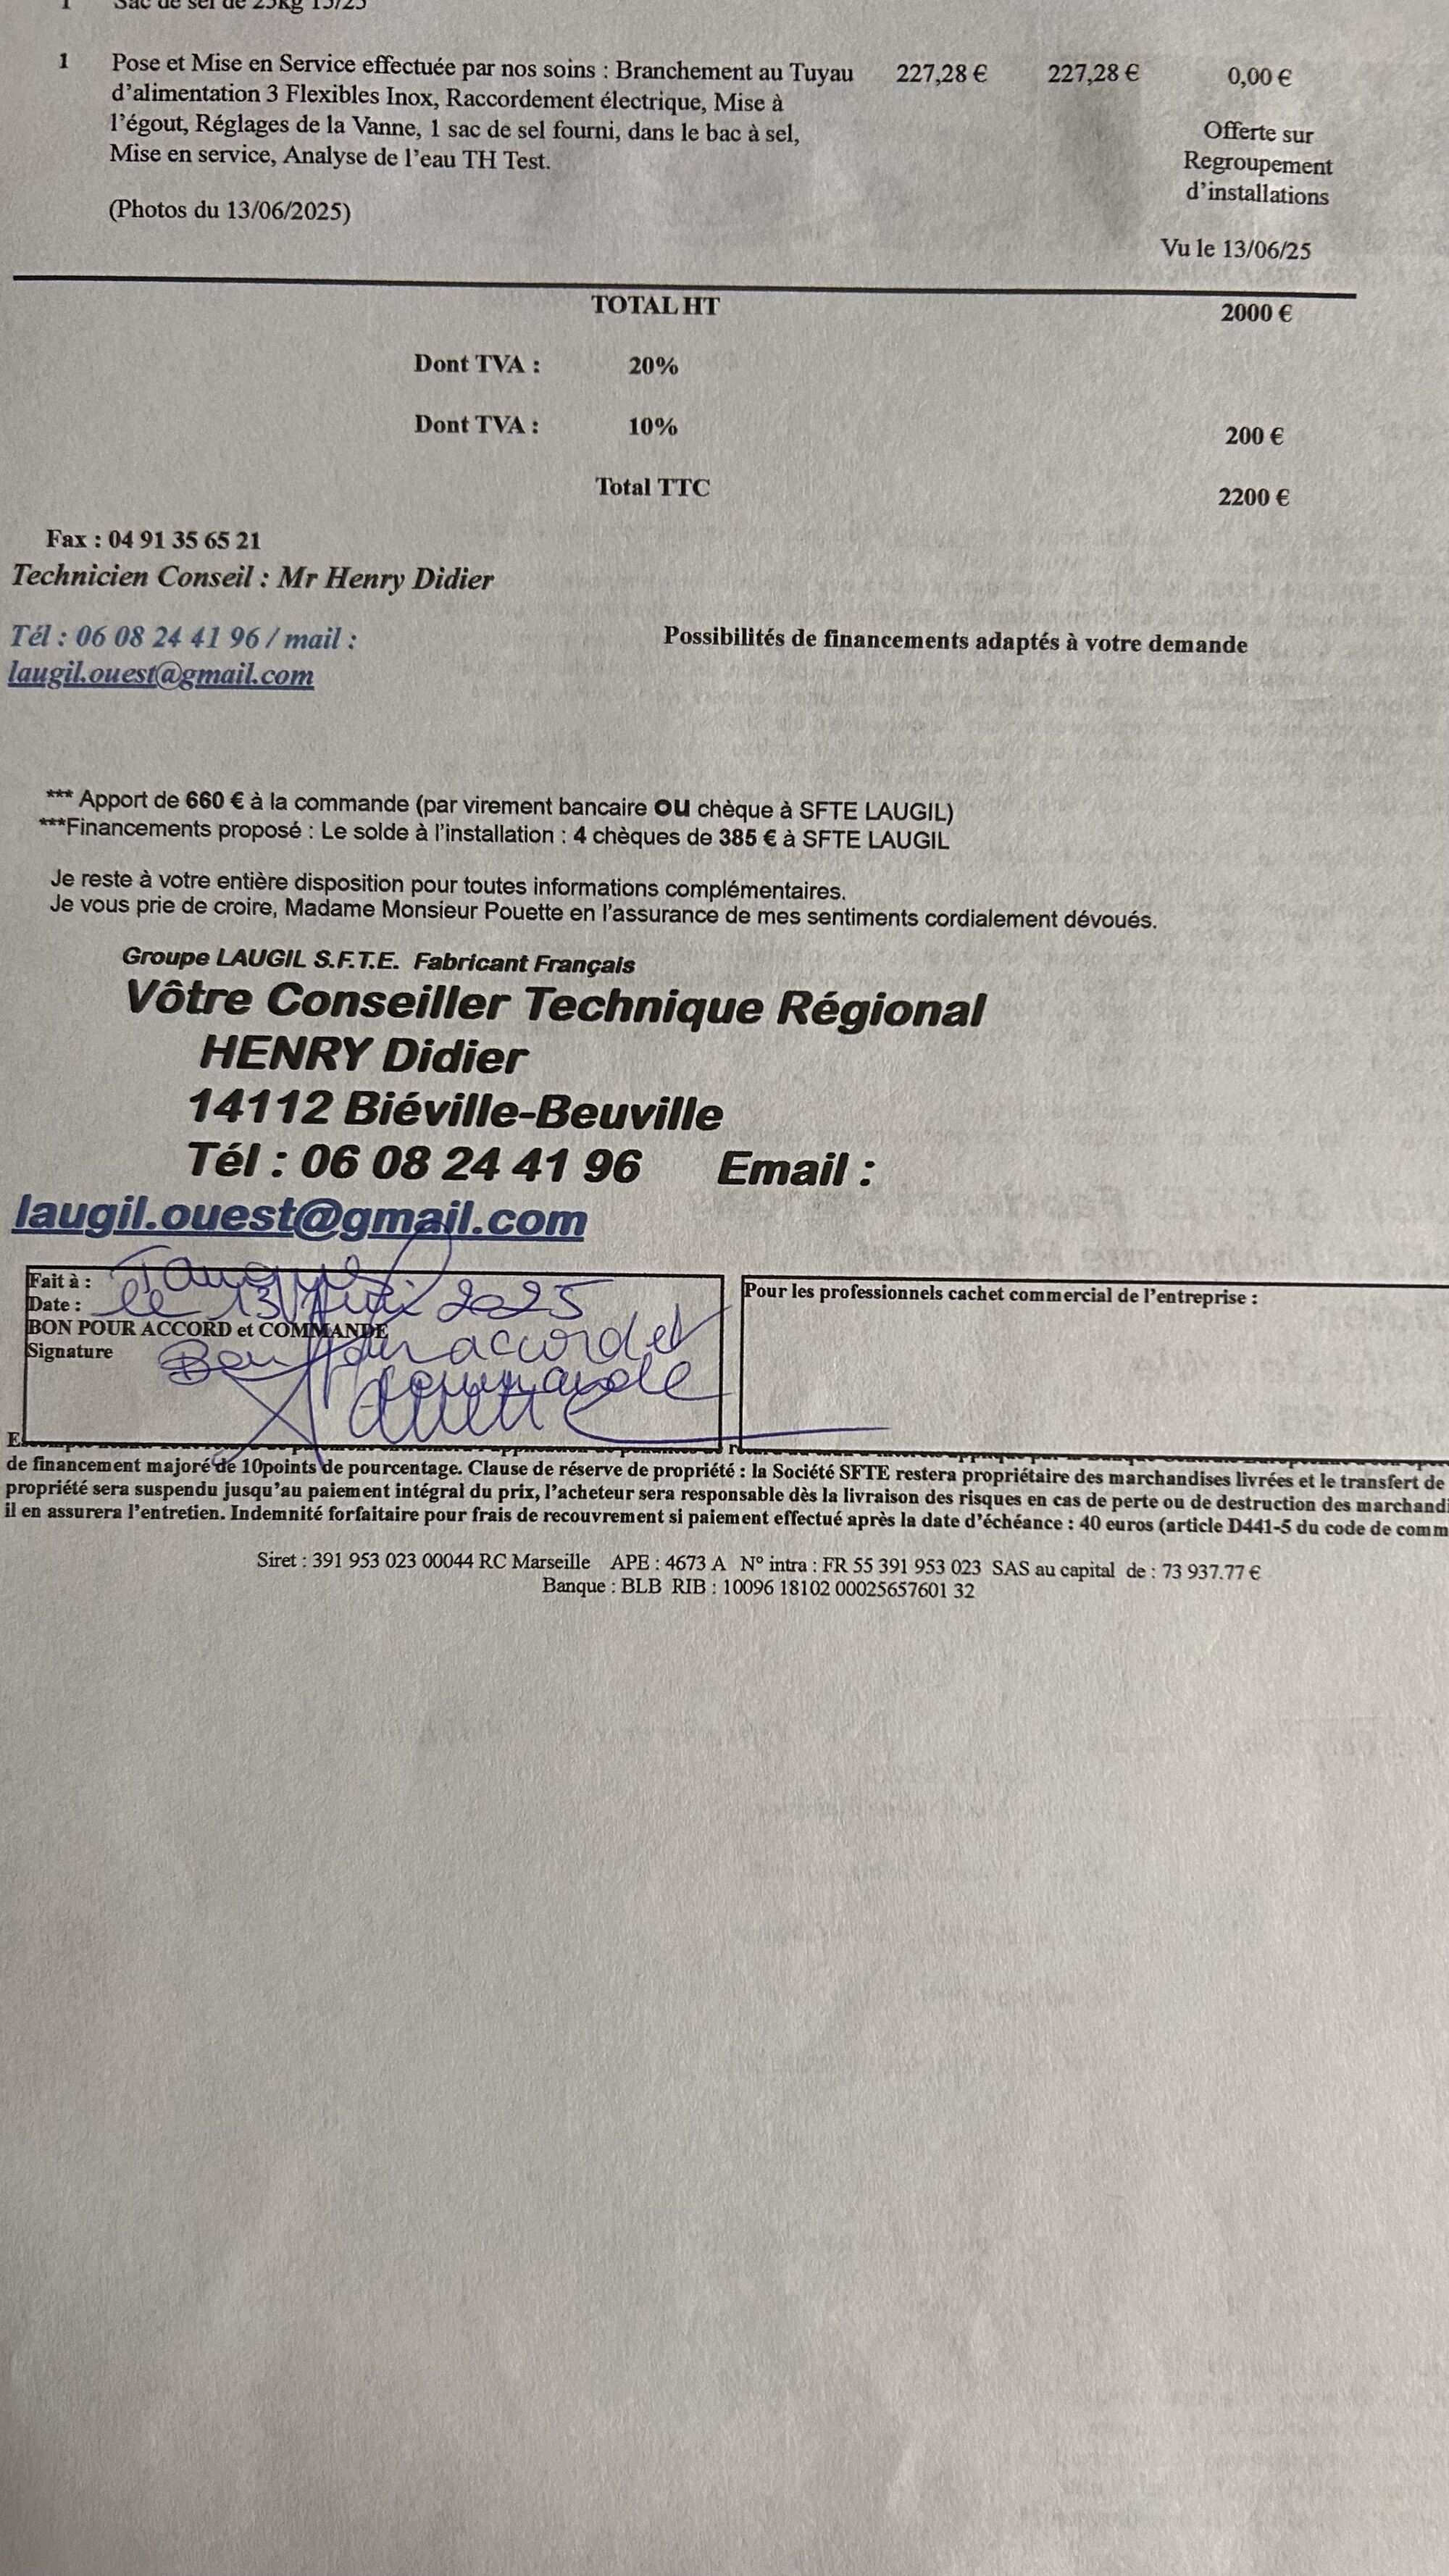 1 Sac de sel de 25kg 15/25
1 Pose et Mise en Service effectuée par nos soins : Branchement au Tuyau 227,28 € 227,28 € 0,00 €
d'alimentation 3 Flexibles Inox, Raccordement électrique, Mise à
l'égout, Réglages de la Vanne, 1 sac de sel fourni, dans le bac à sel,
Mise en service, Analyse de l'eau TH Test.
Offerte sur
Regroupement
d'installations
(Photos du 13/06/2025)
Vu le 13/06/25
TOTAL HT 2000 €
Dont TVA : 20%
Dont TVA : 10% 200 €
Total TTC 2200 €
Fax : 04 91 35 65 21
Technicien Conseil : Mr Henry Didier
Tél : 06 08 24 41 96 / mail :
laugil.ouest@gmail.com
Possibilités de financements adaptés à votre demande
*** Apport de 660 € à la commande (par virement bancaire ou chèque à SFTE LAUGIL)
***Financements proposé : Le solde à l'installation : 4 chèques de 385 € à SFTE LAUGIL
Je reste à votre entière disposition pour toutes informations complémentaires.
Je vous prie de croire, Madame Monsieur Pouette en l'assurance de mes sentiments cordialement dévoués.
Groupe LAUGIL S.F.T.E. Fabricant Français
Vôtre Conseiller Technique Régional
HENRY Didier
14112 Biéville-Beuville
Tél : 06 08 24 41 96 Email :
laugil.ouest@gmail.com
Fait à :
Date : le 13 2025
BON POUR ACCORD et COMMANDE
Signature Bon pour accord et
commande
Pour les professionnels cachet commercial de l'entreprise :
de financement majoré de 10points de pourcentage. Clause de réserve de propriété : la Société SFTE restera propriétaire des marchandises livrées et le transfert de
propriété sera suspendu jusqu'au paiement intégral du prix, l'acheteur sera responsable dès la livraison des risques en cas de perte ou de destruction des marchandi
il en assurera l'entretien. Indemnité forfaitaire pour frais de recouvrement si paiement effectué après la date d'échéance : 40 euros (article D441-5 du code de comm
Siret : 391 953 023 00044 RC Marseille APE : 4673 A N° intra : FR 55 391 953 023 SAS au capital de : 73 937.77 €
Banque : BLB RIB : 10096 18102 00025657601 32